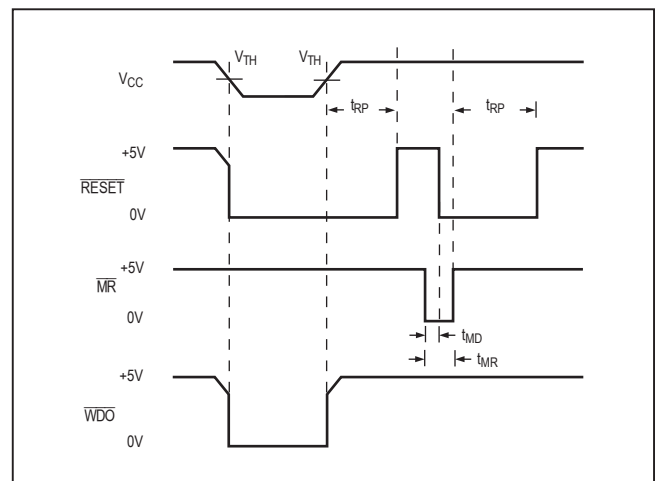 VTH VTH
VCC
tRP tRP
+5V
RESET
0V
+5V
MR
0V
tMD
tMR
+5V
WDO
0V